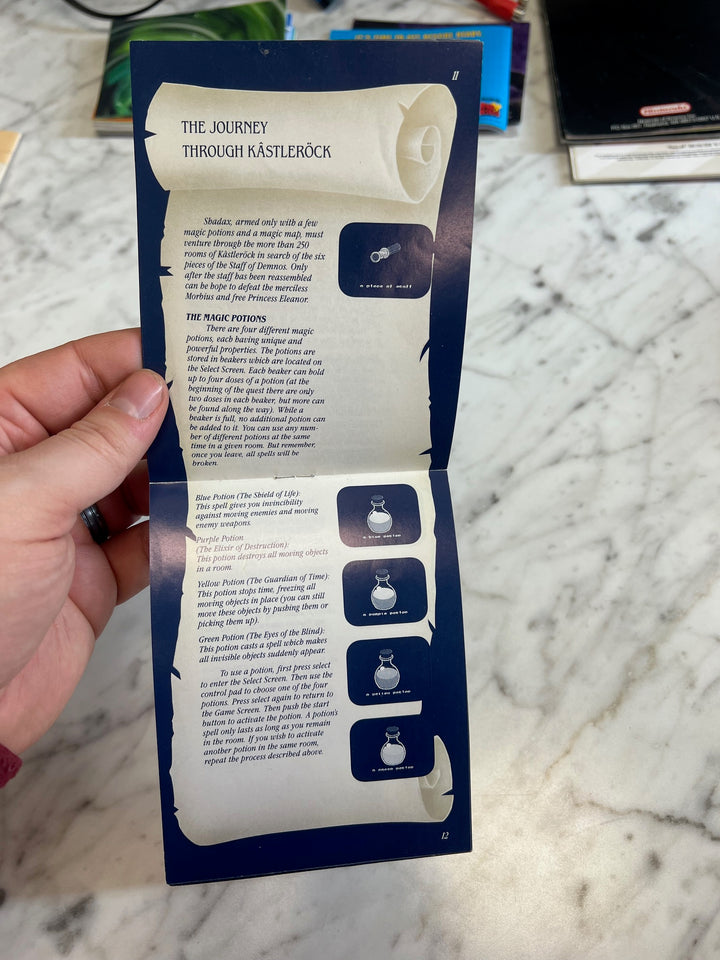 11
THE JOURNEY
THROUGH KÂSTLERÖCK
Shadax, armed only with a few
magic potions and a magic map, must
venture through the more than 250
rooms of Kâstleröck in search of the six
pieces of the Staff of Demnos. Only
after the staff has been reassembled
can he hope to defeat the merciless
Morbius and free Princess Eleanor.
a piece of staff
THE MAGIC POTIONS
There are four different magic
potions, each having unique and
powerful properties. The potions are
stored in beakers which are located on
the Select Screen. Each beaker can hold
up to four doses of a potion (at the
beginning of the quest there are only
two doses in each beaker, but more can
be found along the way). While a
beaker is full, no additional potion can
be added to it. You can use any num-
ber of different potions at the same
time in a given room. But remember,
once you leave, all spells will be
broken.
Blue Potion (The Shield of Life):
This spell gives you invincibility
against moving enemies and moving
enemy weapons.
a blue potion
Purple Potion
(The Elixir of Destruction):
This potion destroys all moving objects
in a room.
a purple potion
Yellow Potion (The Guardian of Time):
This potion stops time, freezing all
moving objects in place (you can still
move these objects by pushing them or
picking them up).
a yellow potion
Green Potion (The Eyes of the Blind):
This potion casts a spell which makes
all invisible objects suddenly appear.
a green potion
To use a potion, first press select
to enter the Select Screen. Then use the
control pad to choose one of the four
potions. Press select again to return to
the Game Screen. Then push the start
button to activate the potion. A potion's
spell only lasts as long as you remain
in the room. If you wish to activate
another potion in the same room,
repeat the process described above.
12
Nintendo